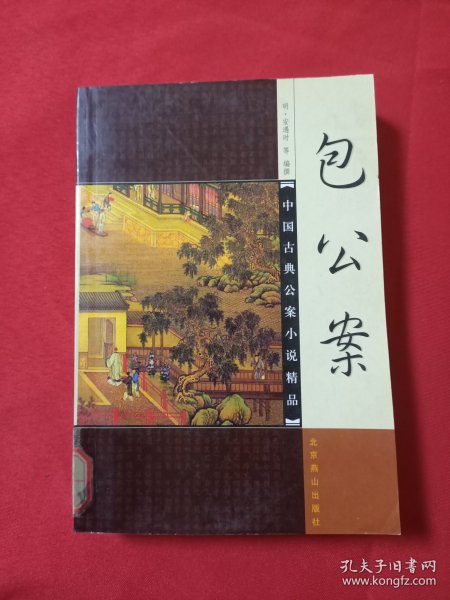 包公案
明·安遇时 等 编撰
【中国古典公案小说精品】
北京燕山出版社
孔夫子旧书网
www.kongfz.com